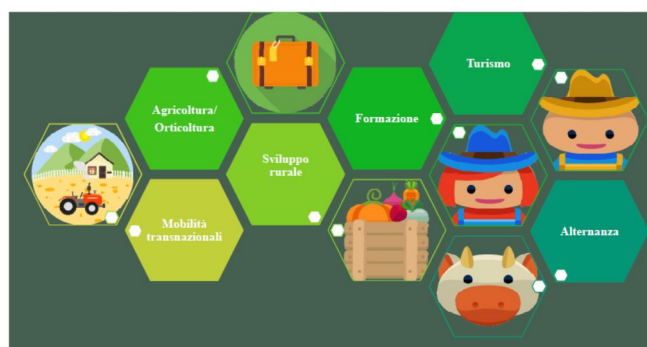 Turismo
Agricoltura/
Orticoltura
Formazione
Sviluppo
rurale
Mobilità
transnazionali
Alternanza